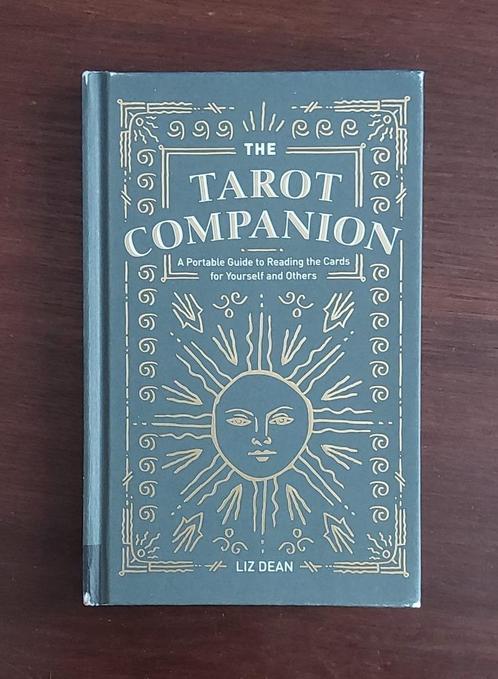 THE
TAROT
COMPANION
A Portable Guide to Reading the Cards
for Yourself and Others
LIZ DEAN